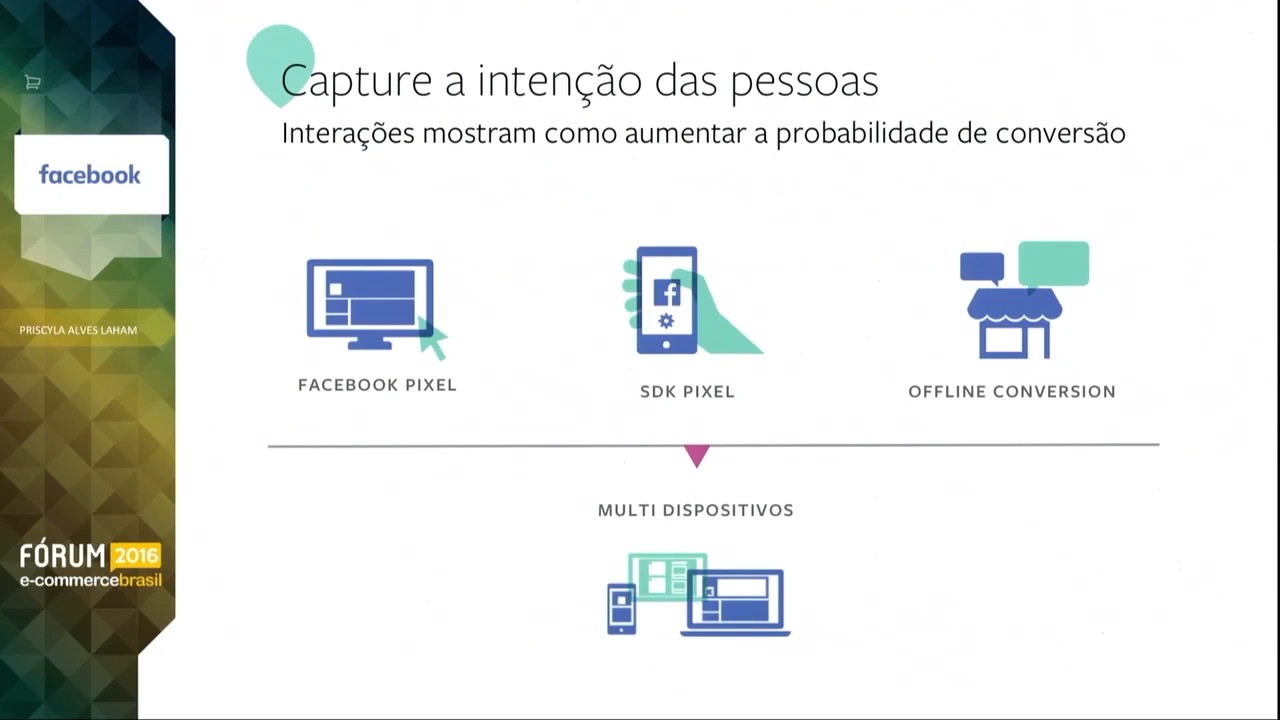 Capture a intenção das pessoas
Interações mostram como aumentar a probabilidade de conversão
facebook
PRISCYLA ALVES LAHAM
FACEBOOK PIXEL
SDK PIXEL
OFFLINE CONVERSION
MULTI DISPOSITIVOS
FÓRUM 2016
e-commercebrasil